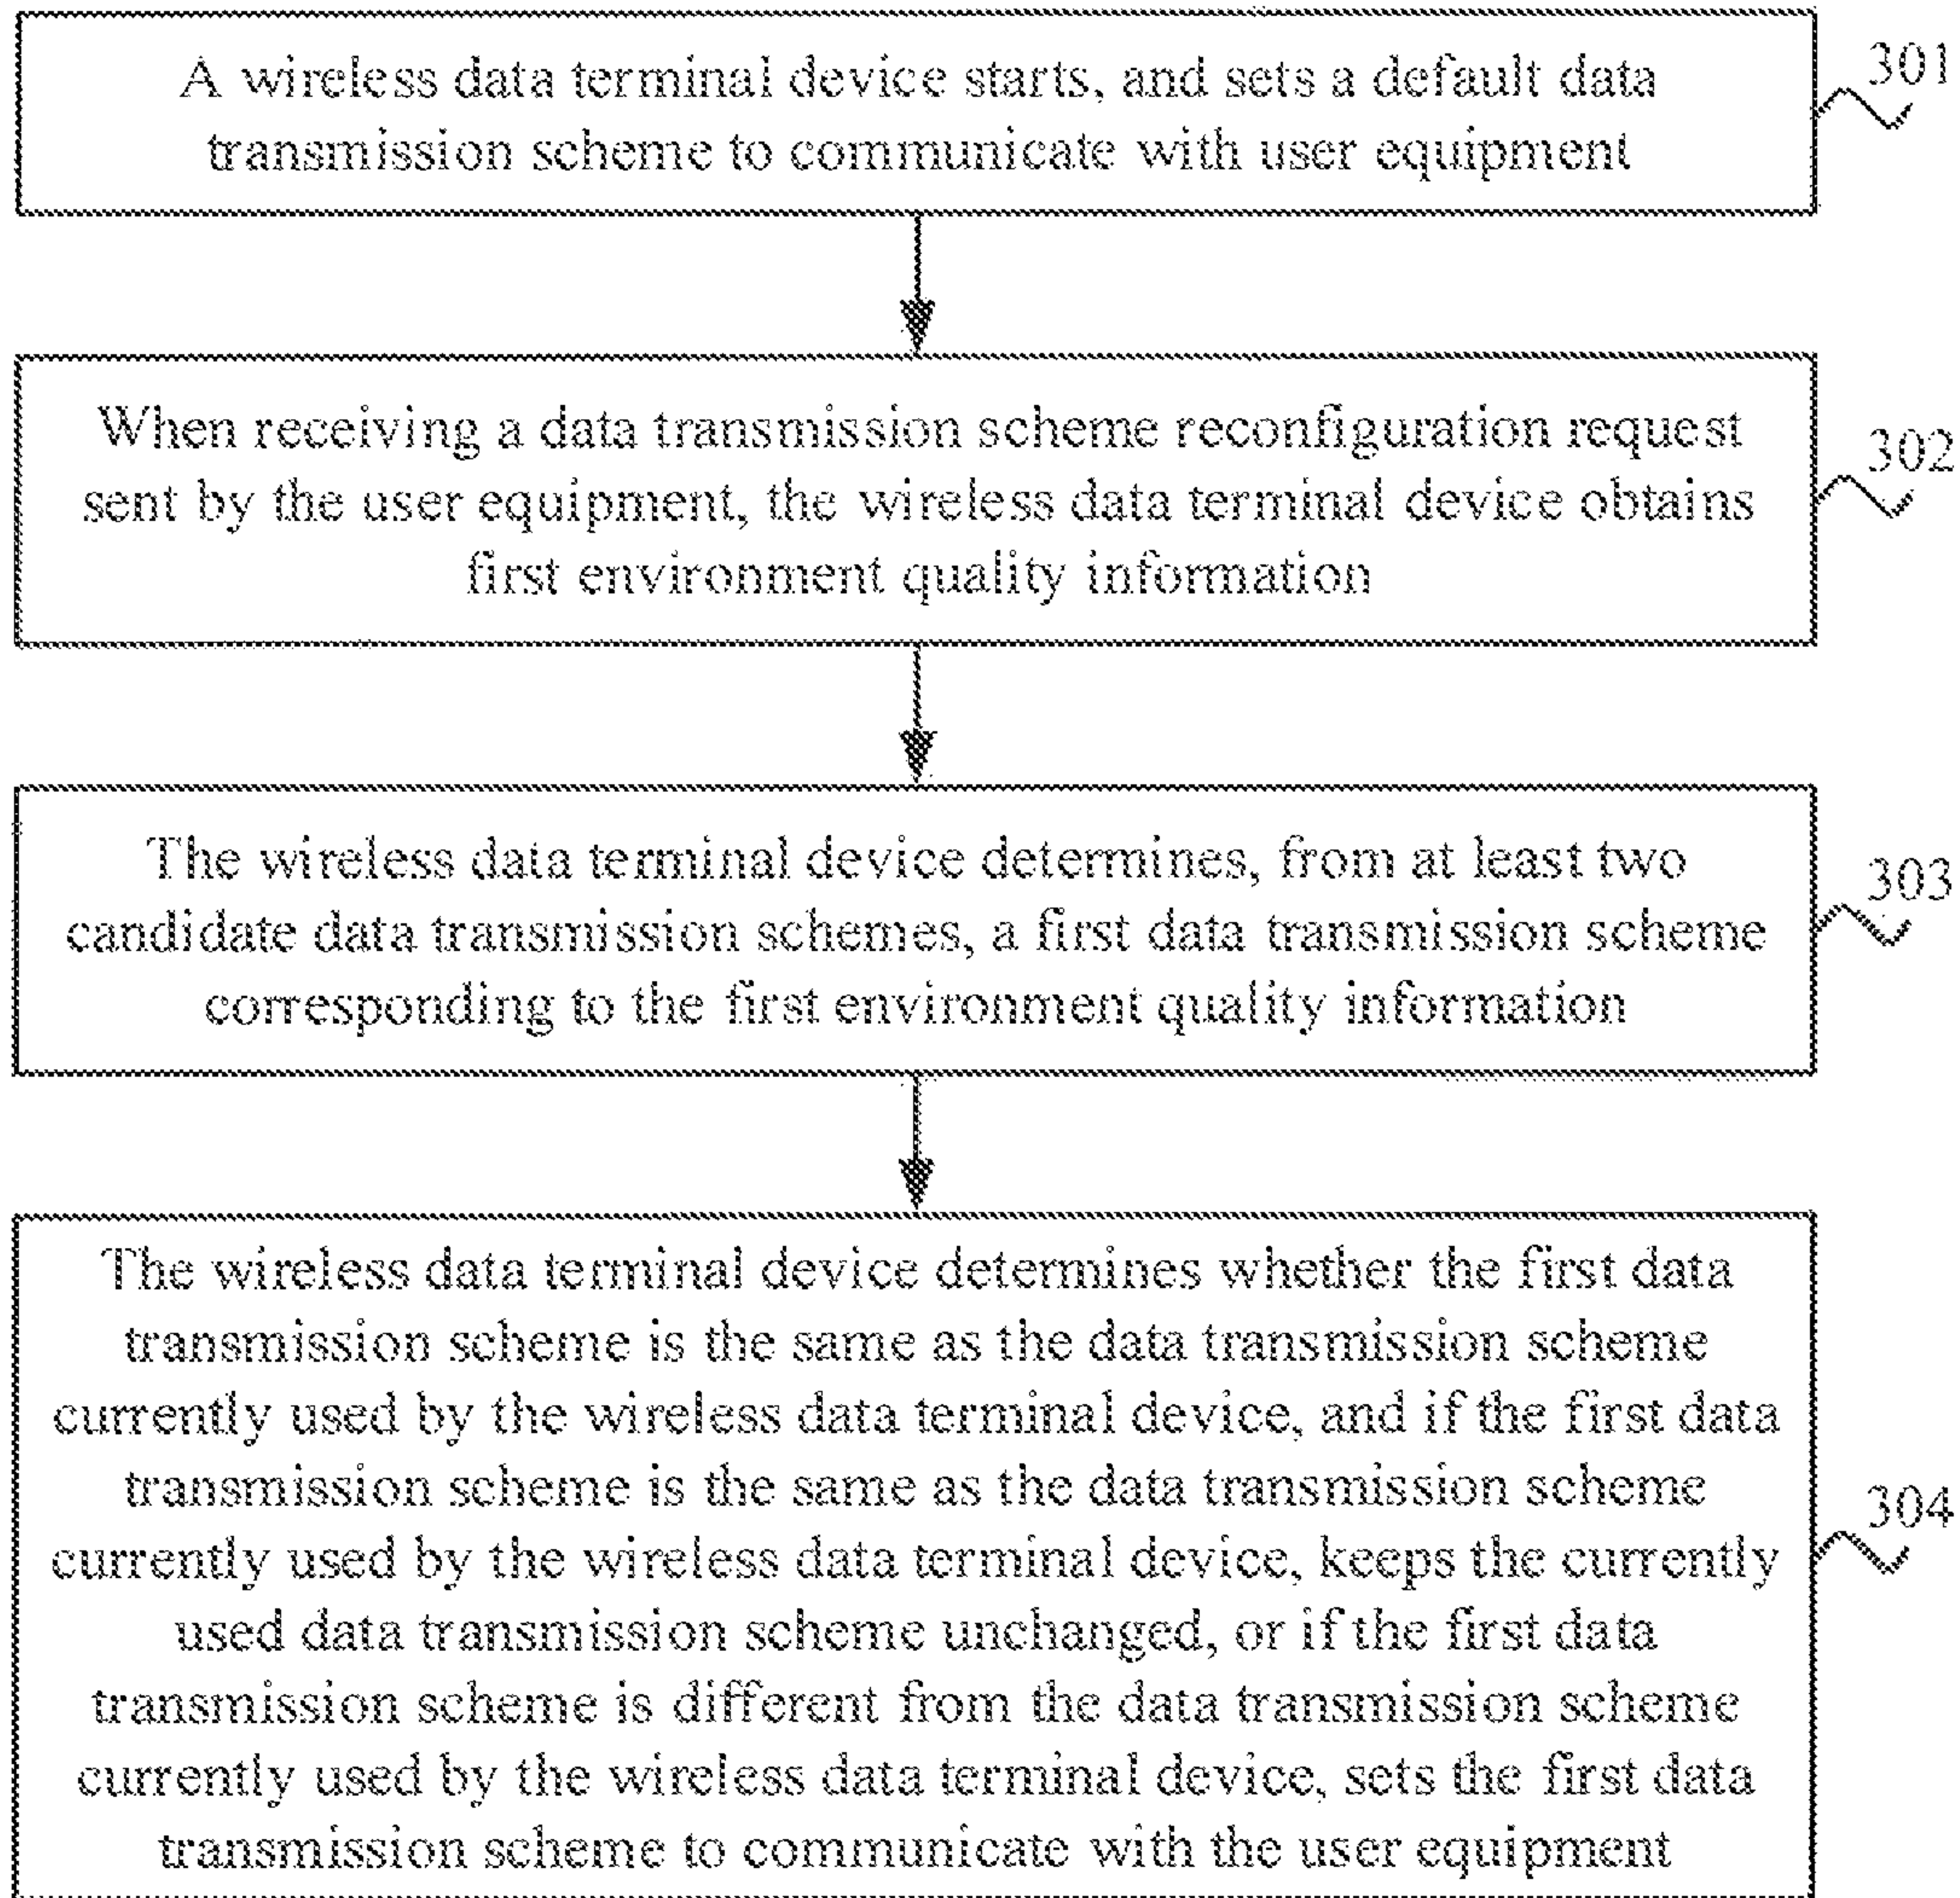 A wireless data terminal device starts, and sets a default data
transmission scheme to communicate with user equipment
301
When receiving a data transmission scheme reconfiguration request
sent by the user equipment, the wireless data terminal device obtains
first environment quality information
302
The wireless data terminal device determines, from at least two
candidate data transmission schemes, a first data transmission scheme
corresponding to the first environment quality information
303
The wireless data terminal device determines whether the first data
transmission scheme is the same as the data transmission scheme
currently used by the wireless data terminal device, and if the first data
transmission scheme is the same as the data transmission scheme
currently used by the wireless data terminal device, keeps the currently
used data transmission scheme unchanged, or if the first data
transmission scheme is different from the data transmission scheme
currently used by the wireless data terminal device, sets the first data
transmission scheme to communicate with the user equipment
304